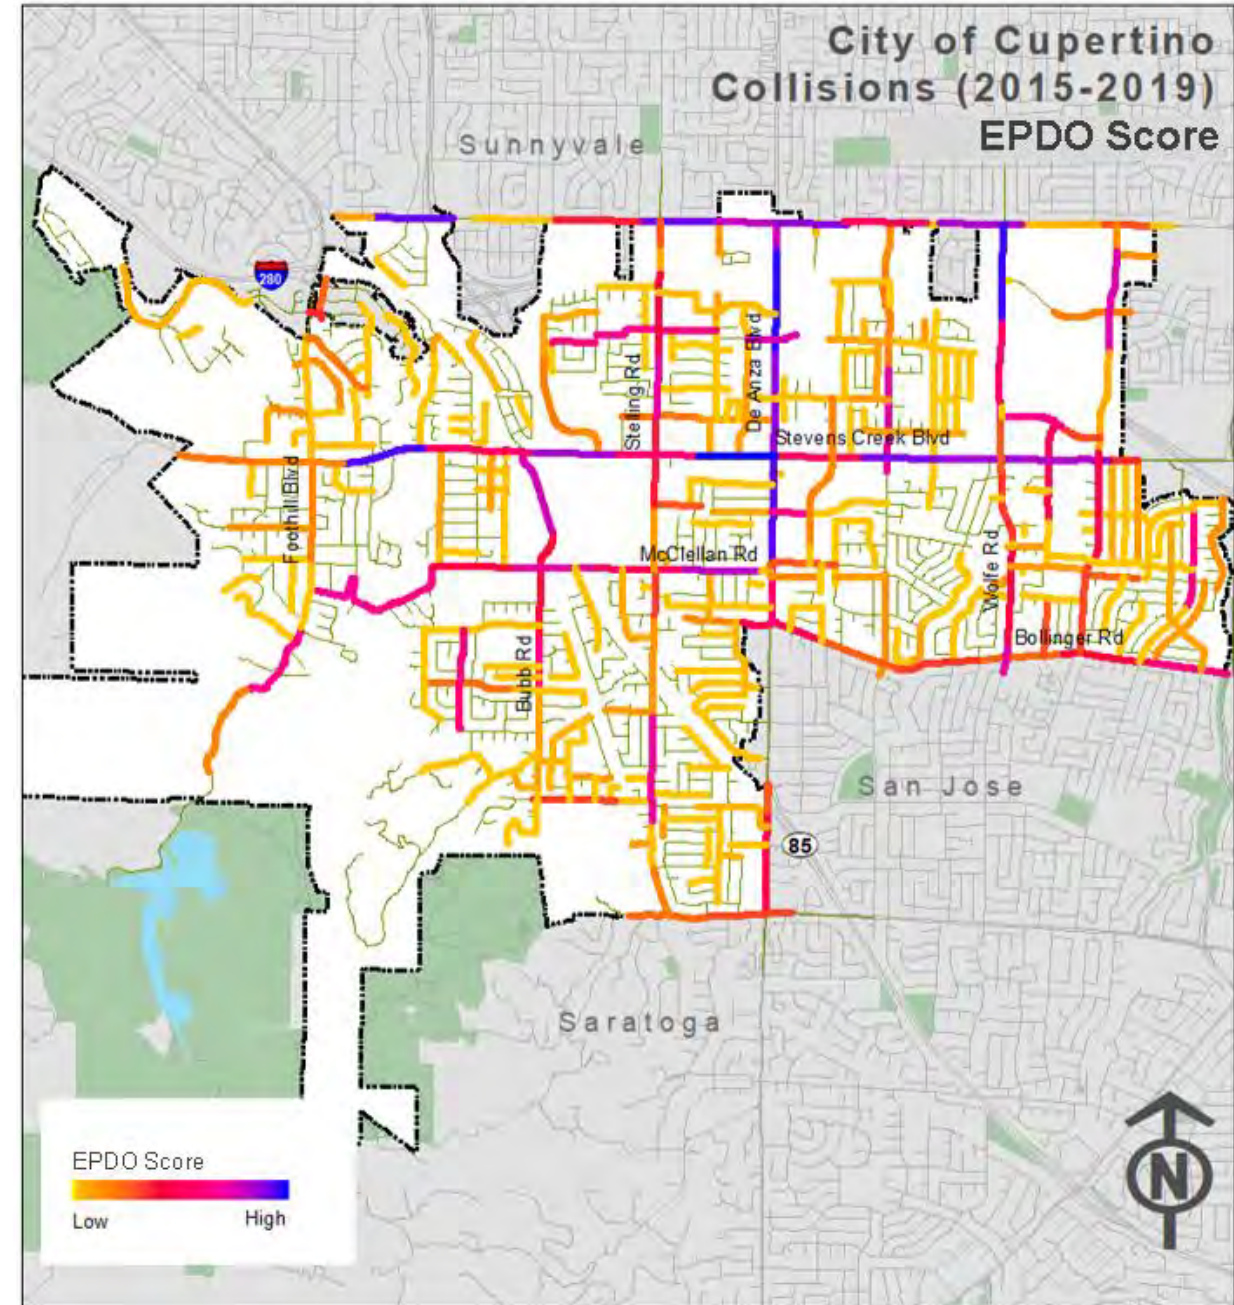 City of Cupertino
Collisions (2015-2019)
EPDO Score
Sunnyvale
280
De Anza Blvd
Stelling Rd
Stevens Creek Blvd
Foothill Blvd
McClellan Rd
Wolfe Rd
Bollinger Rd
Bubb Rd
San Jose
85
Saratoga
EPDO Score
Low
High
N